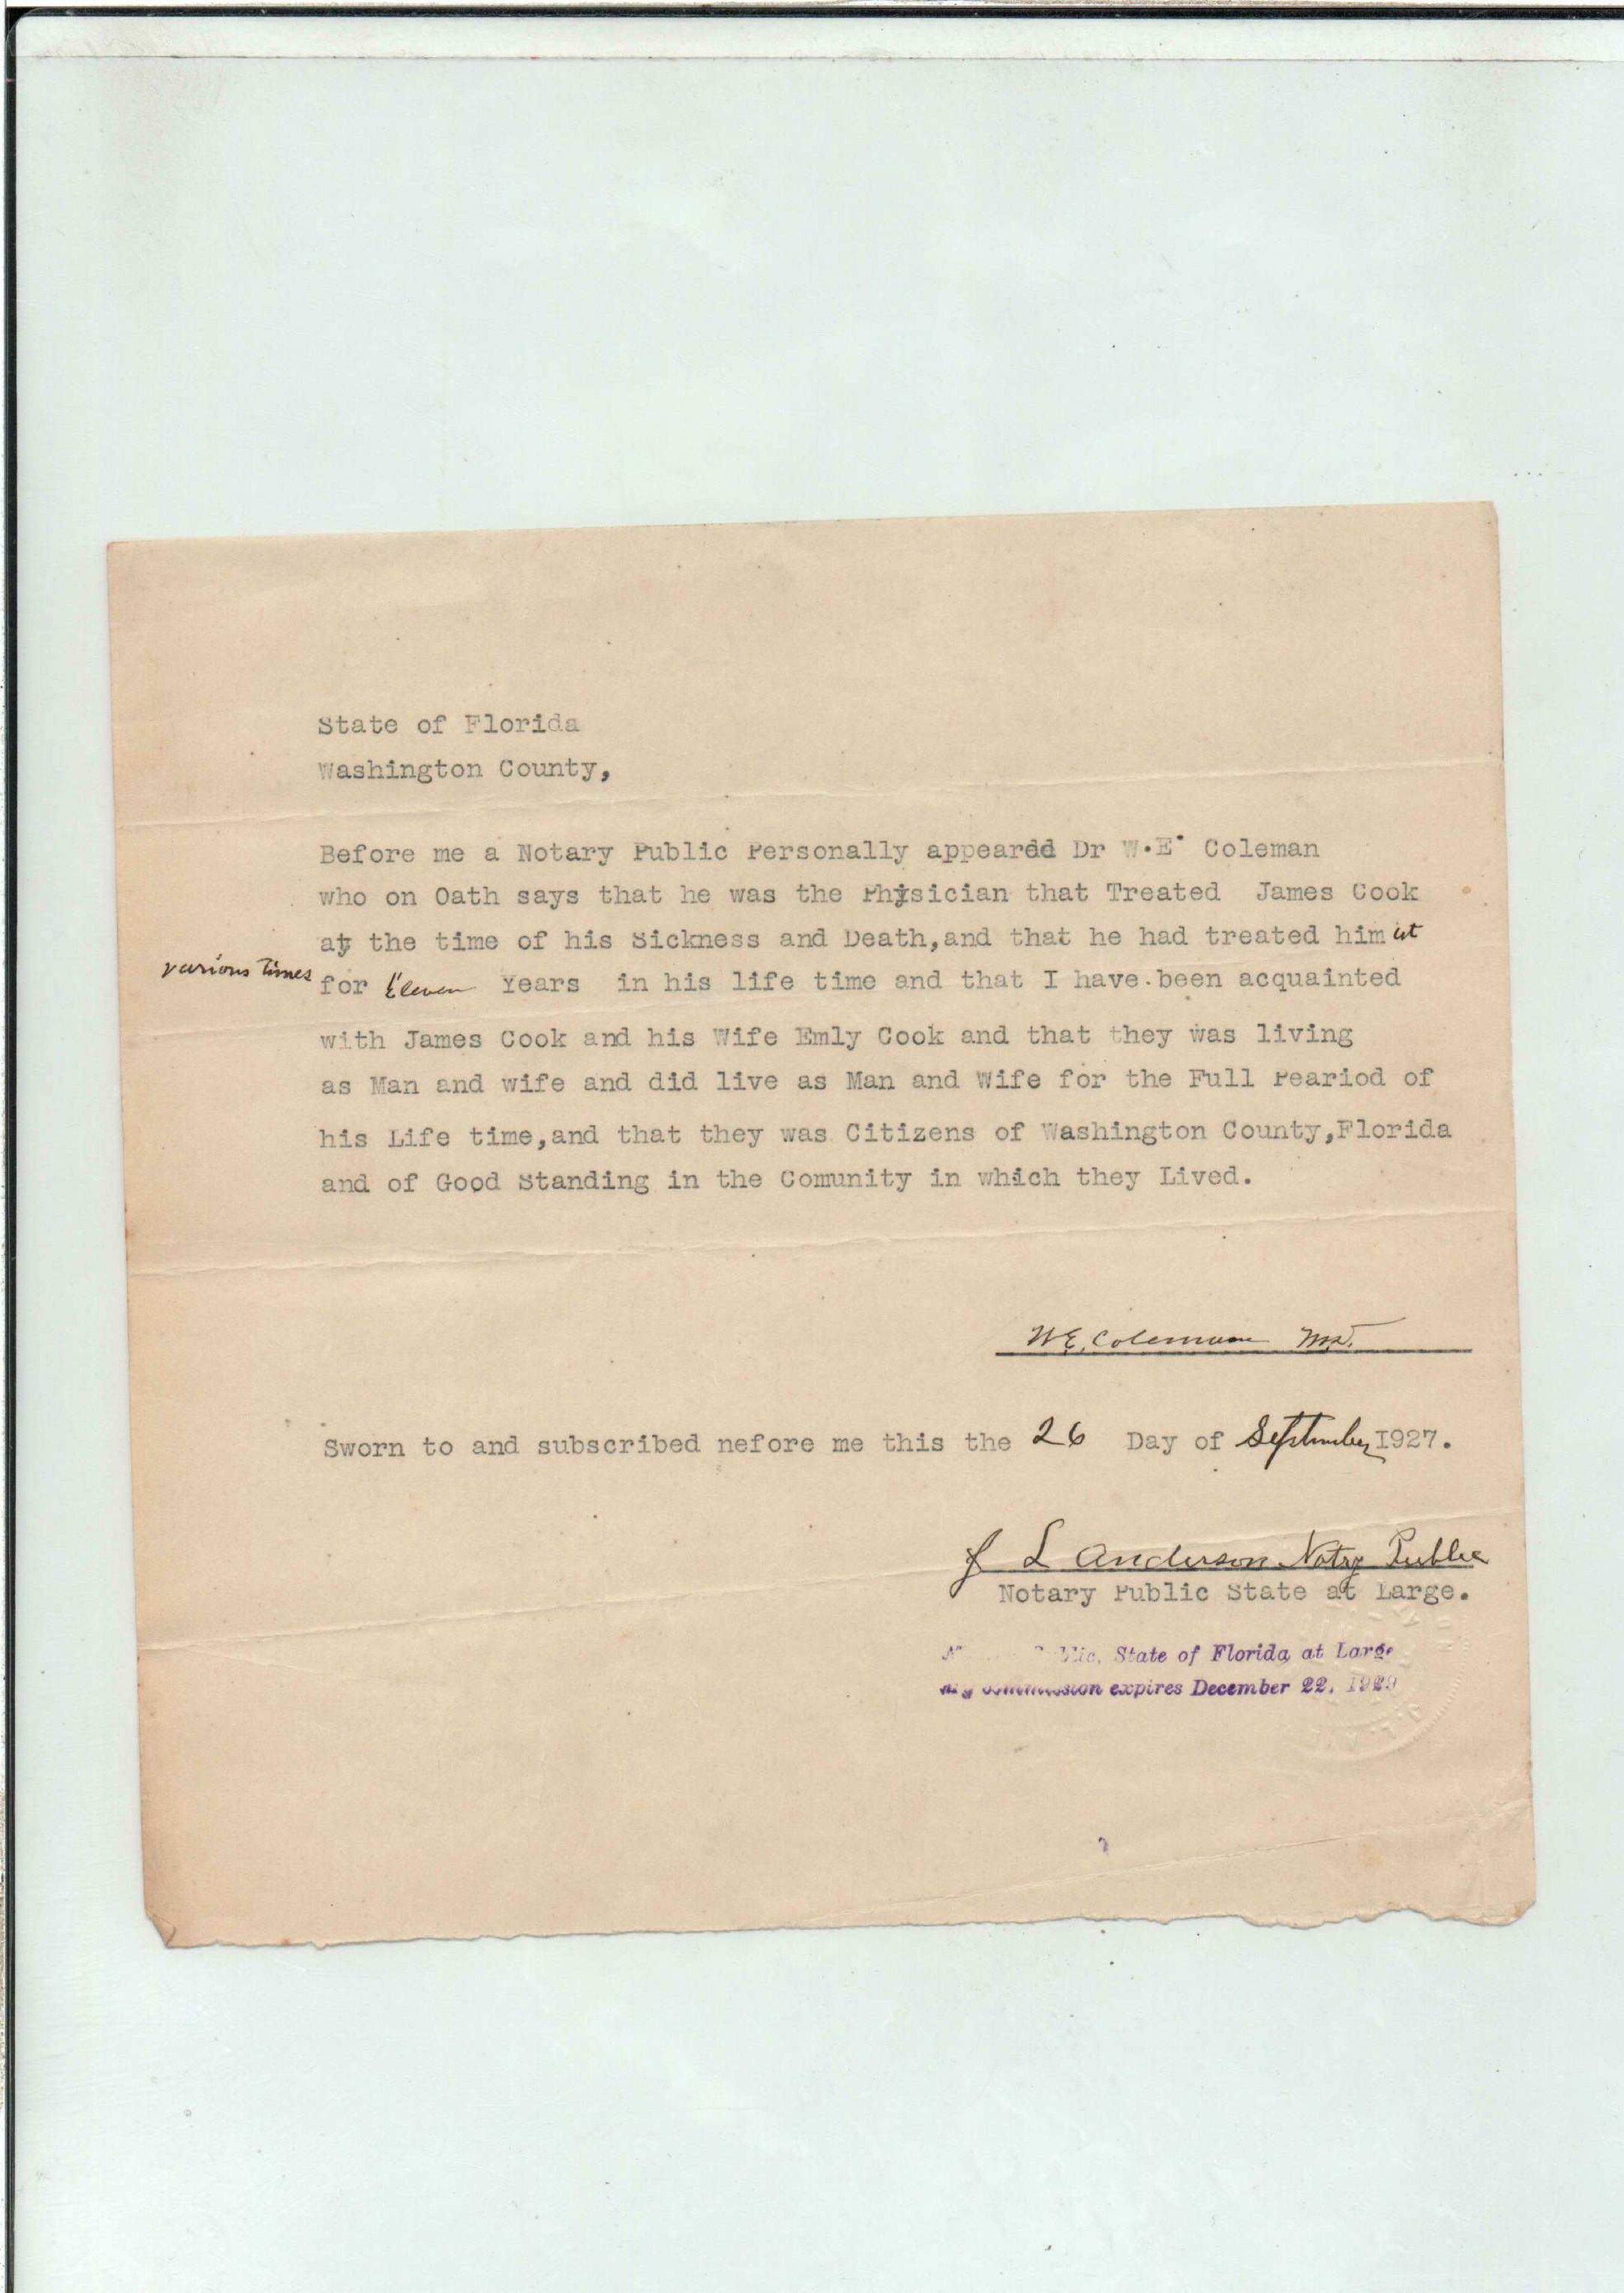 State of Florida
Washington County,
Before me a Notary Public Personally appeardd Dr W.E. Coleman
who on Oath says that he was the Physician that Treated James Cook
at the time of his Sickness and Death,and that he had treated him at
various times for Eleven Years in his life time and that I have been acquainted
with James Cook and his Wife Emly Cook and that they was living
as Man and wife and did live as Man and Wife for the Full Peariod of
his Life time,and that they was Citizens of Washington County,Florida
and of Good Standing in the Comunity in which they Lived.
W E, Coleman MD.
Sworn to and subscribed nefore me this the 26 Day of September I927.
J L Anderson Notry Public
Notary Public State at Large.
State of Florida at Large
My commission expires December 22, 1929